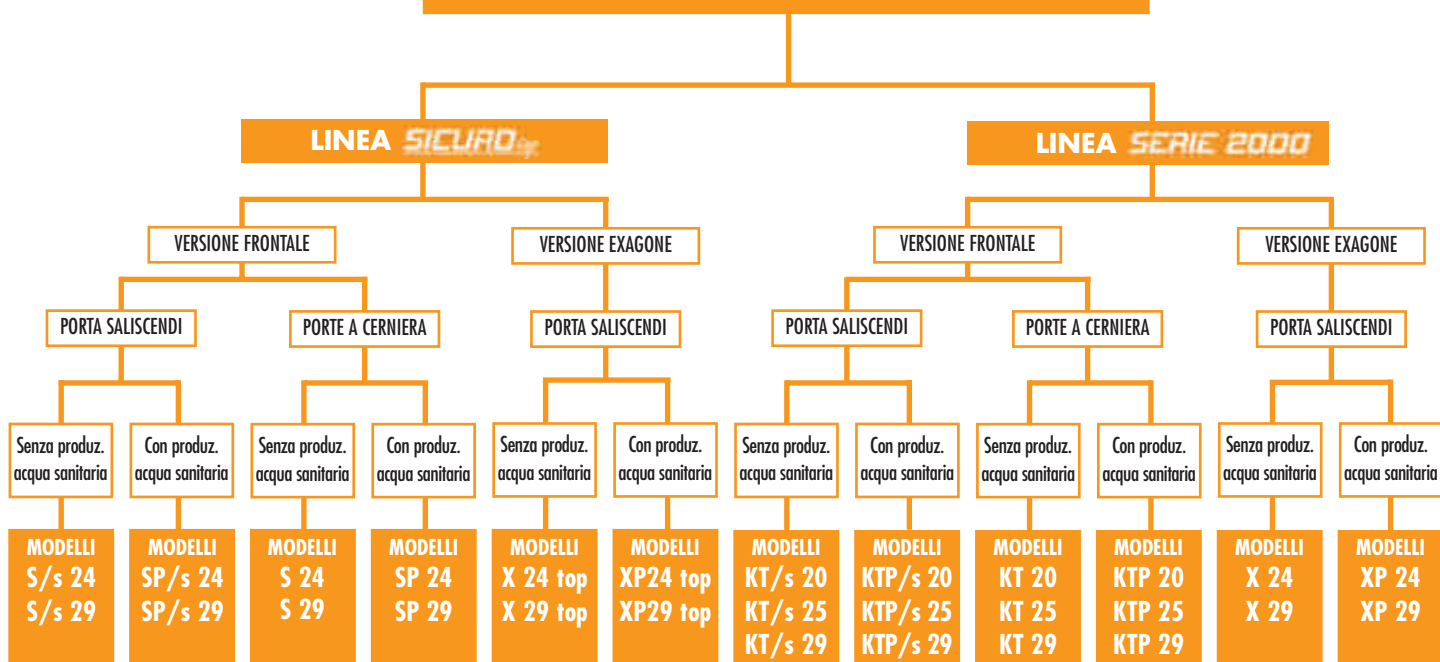 LINEA SICURO
LINEA SERIE 2000
VERSIONE FRONTALE
VERSIONE EXAGONE
VERSIONE FRONTALE
VERSIONE EXAGONE
PORTA SALISCENDI
PORTE A CERNIERA
PORTA SALISCENDI
PORTA SALISCENDI
PORTE A CERNIERA
PORTA SALISCENDI
Senza produz.
acqua sanitaria
Con produz.
acqua sanitaria
Senza produz.
acqua sanitaria
Con produz.
acqua sanitaria
Senza produz.
acqua sanitaria
Con produz.
acqua sanitaria
Senza produz.
acqua sanitaria
Con produz.
acqua sanitaria
Senza produz.
acqua sanitaria
Con produz.
acqua sanitaria
Senza produz.
acqua sanitaria
Con produz.
acqua sanitaria
MODELLI
S/s 24
S/s 29
MODELLI
SP/s 24
SP/s 29
MODELLI
S 24
S 29
MODELLI
SP 24
SP 29
MODELLI
X 24 top
X 29 top
MODELLI
XP24 top
XP29 top
MODELLI
KT/s 20
KT/s 25
KT/s 29
MODELLI
KTP/s 20
KTP/s 25
KTP/s 29
MODELLI
KT 20
KT 25
KT 29
MODELLI
KTP 20
KTP 25
KTP 29
MODELLI
X 24
X 29
MODELLI
XP 24
XP 29